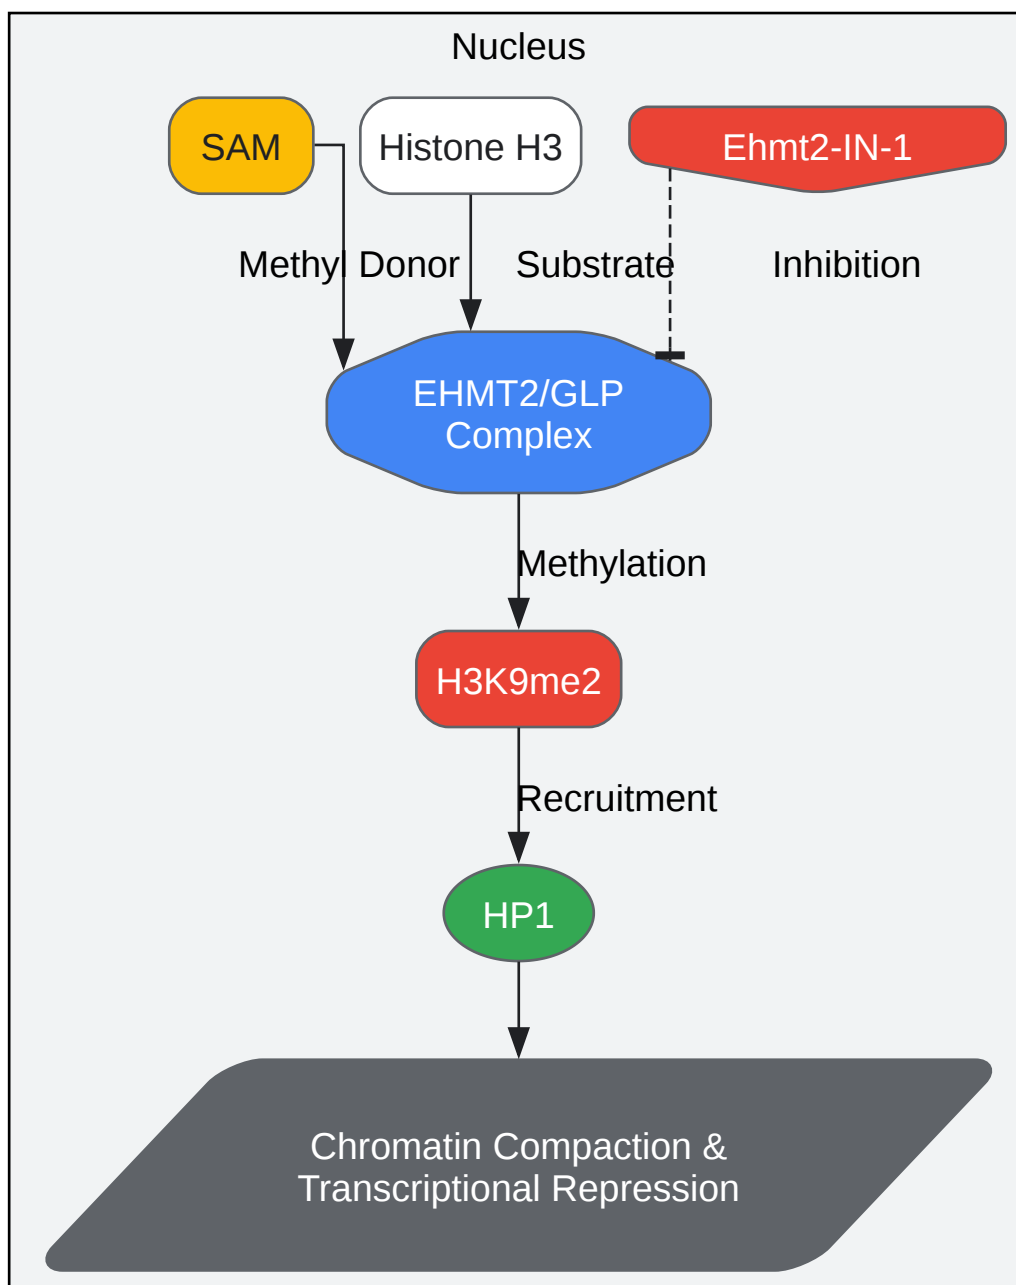 Nucleus
SAM
Histone H3
Ehmt2-IN-1
Methyl Donor
Substrate
Inhibition
EHMT2/GLP
Complex
Methylation
H3K9me2
Recruitment
HP1
Chromatin Compaction &
Transcriptional Repression